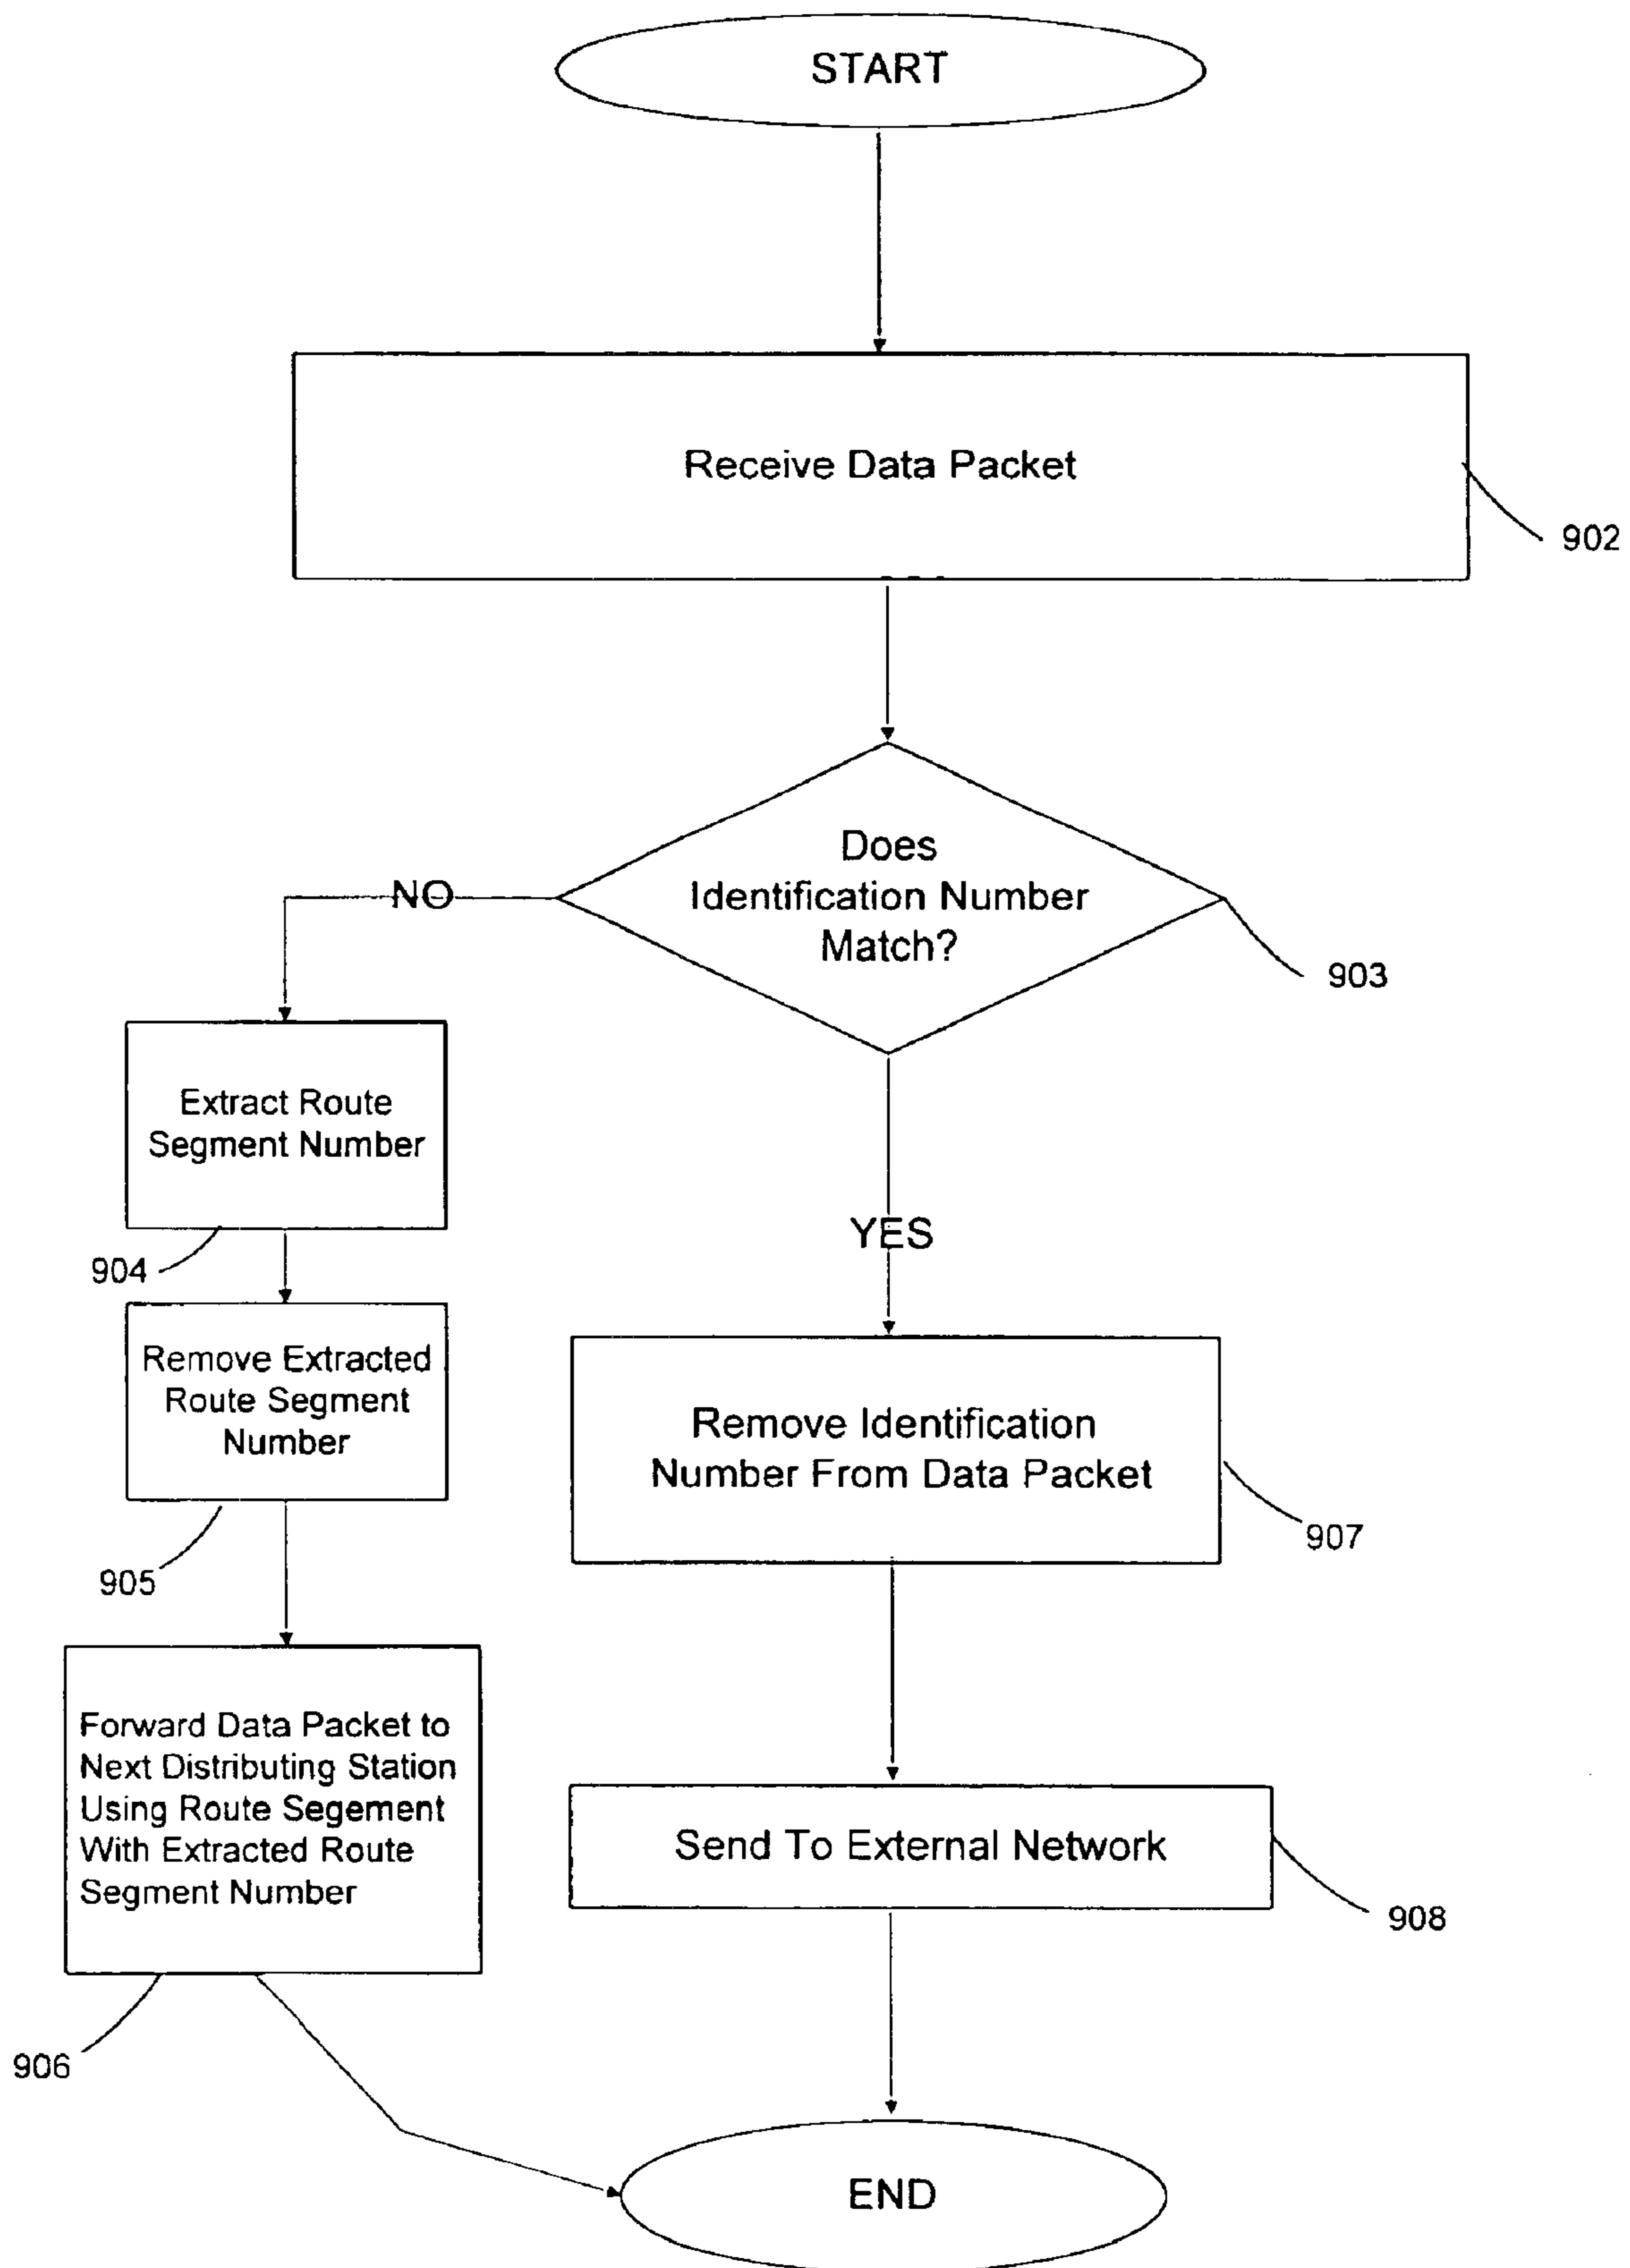 START
Receive Data Packet
902
Does
Identification Number
Match?
NO
903
Extract Route
Segment Number
YES
904
Remove Extracted
Route Segment
Number
Remove Identification
Number From Data Packet
907
905
Forward Data Packet to
Next Distributing Station
Using Route Segement
With Extracted Route
Segment Number
Send To External Network
908
906
END